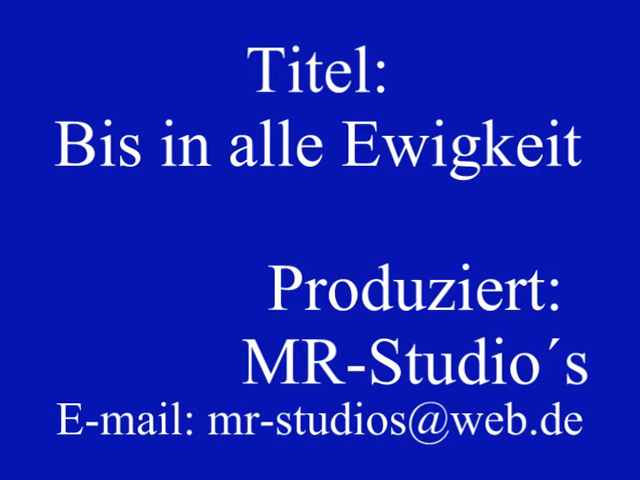 Titel:
Bis in alle Ewigkeit
Produziert:
MR-Studio´s
E-mail: mr-studios@web.de